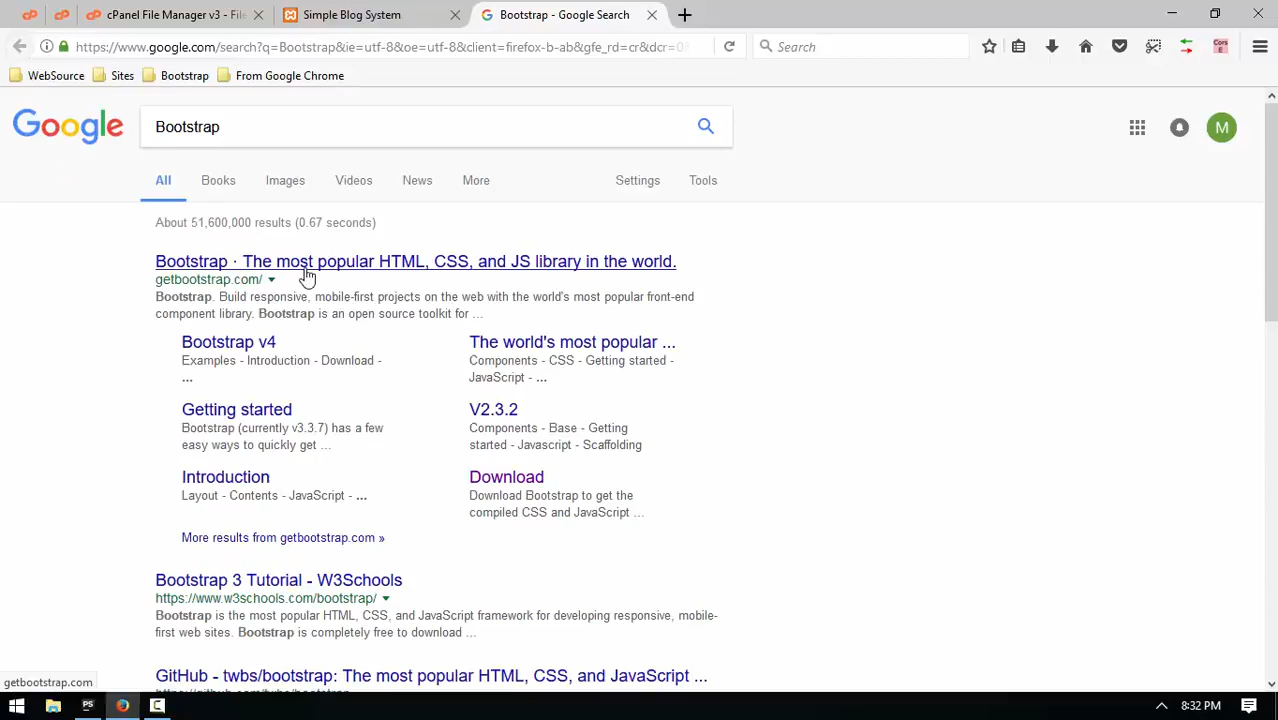 cPanel File Manager v3 - File
Simple Blog System
Bootstrap - Google Search
https://www.google.com/search?q=Bootstrap&ie=utf-8&oe=utf-8&client=firefox-b-ab&gfe_rd=cr&dcr=0
Search
WebSource
Sites
Bootstrap
From Google Chrome
Google
Bootstrap
M
All
Books
Images
Videos
News
More
Settings
Tools
About 51,600,000 results (0.67 seconds)
Bootstrap · The most popular HTML, CSS, and JS library in the world.
getbootstrap.com/
Bootstrap. Build responsive, mobile-first projects on the web with the world's most popular front-end
component library. Bootstrap is an open source toolkit for ...
Bootstrap v4
Examples - Introduction - Download -
...
The world's most popular ...
Components - CSS - Getting started -
JavaScript - ...
Getting started
Bootstrap (currently v3.3.7) has a few
easy ways to quickly get ...
V2.3.2
Components - Base - Getting
started - Javascript - Scaffolding
Introduction
Layout - Contents - JavaScript - ...
Download
Download Bootstrap to get the
compiled CSS and JavaScript ...
More results from getbootstrap.com »
Bootstrap 3 Tutorial - W3Schools
https://www.w3schools.com/bootstrap/
Bootstrap is the most popular HTML, CSS, and JavaScript framework for developing responsive, mobile-
first web sites. Bootstrap is completely free to download ...
GitHub - twbs/bootstrap: The most popular HTML, CSS, and JavaScript ...
https://github.com/twbs/bootstrap
getbootstrap.com
PS
C
8:32 PM